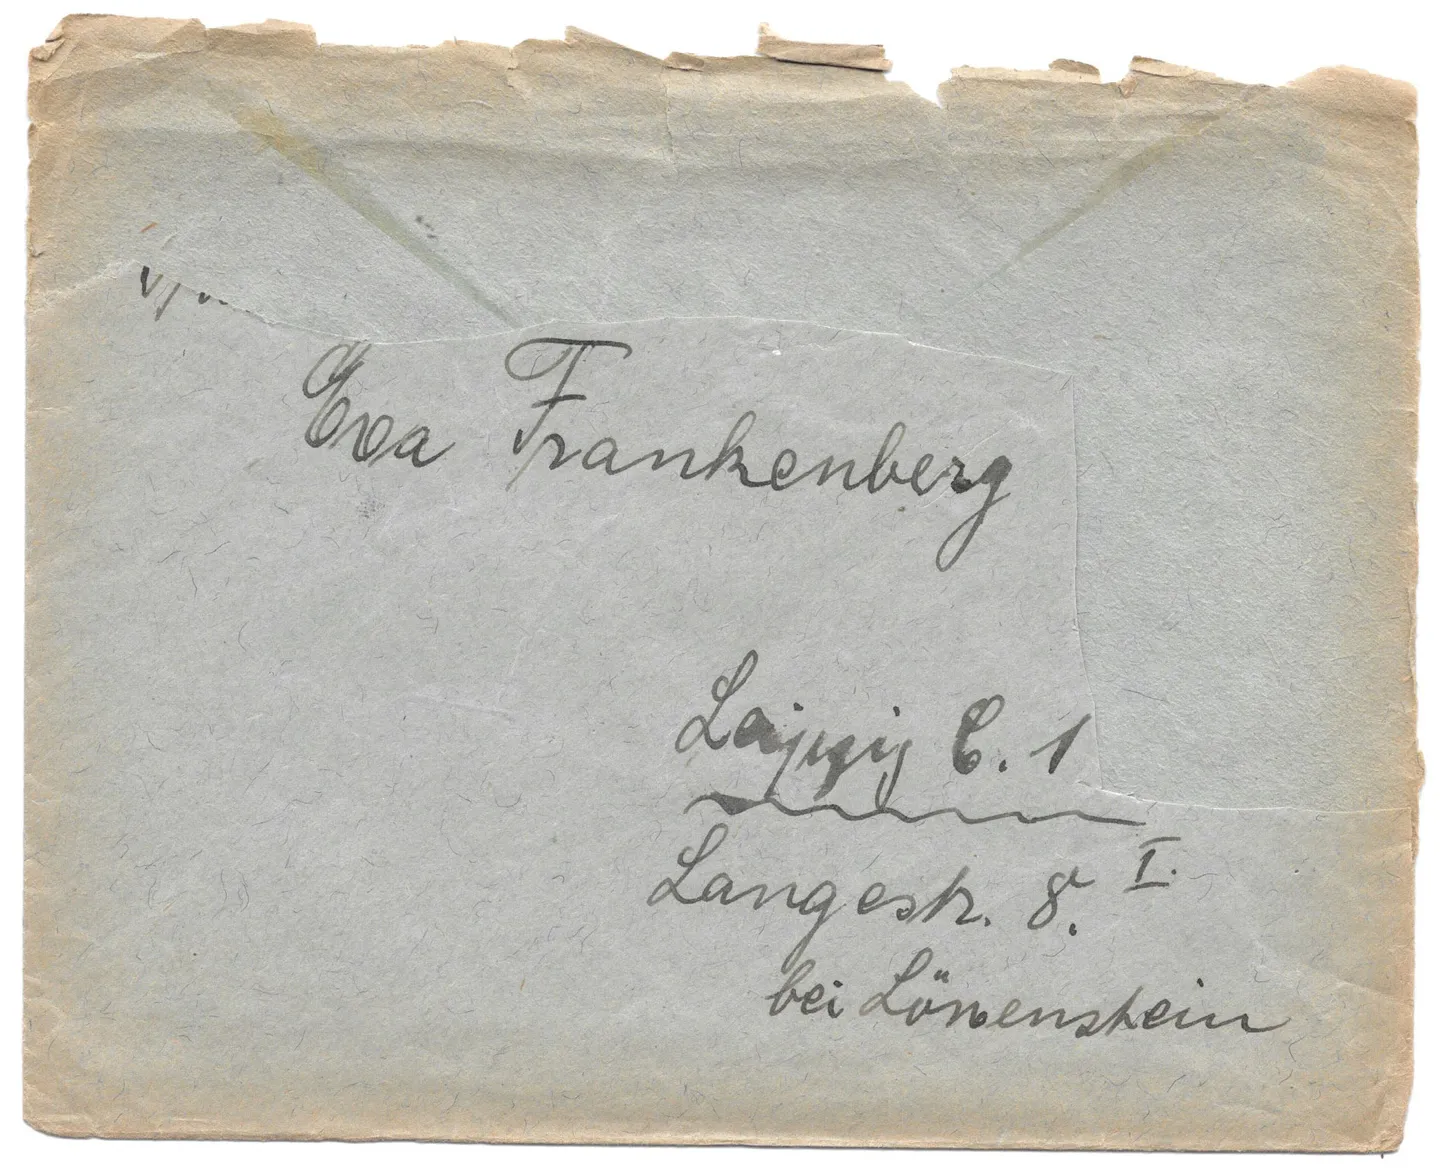 Eva Frankenberg
Leipzig C. 1
Langestr. 8. I.
bei Löwenstein